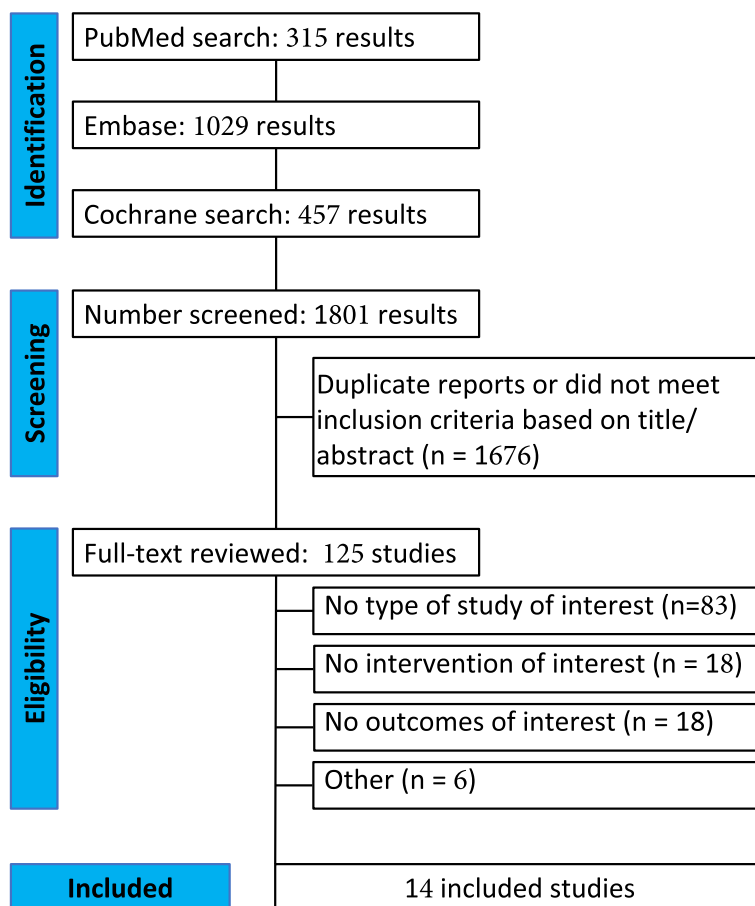 Identification
PubMed search: 315 results
Embase: 1029 results
Cochrane search: 457 results
Screening
Number screened: 1801 results
Duplicate reports or did not meet
inclusion criteria based on title/
abstract (n = 1676)
Eligibility
Full-text reviewed: 125 studies
No type of study of interest (n=83)
No intervention of interest (n = 18)
No outcomes of interest (n = 18)
Other (n = 6)
Included
14 included studies